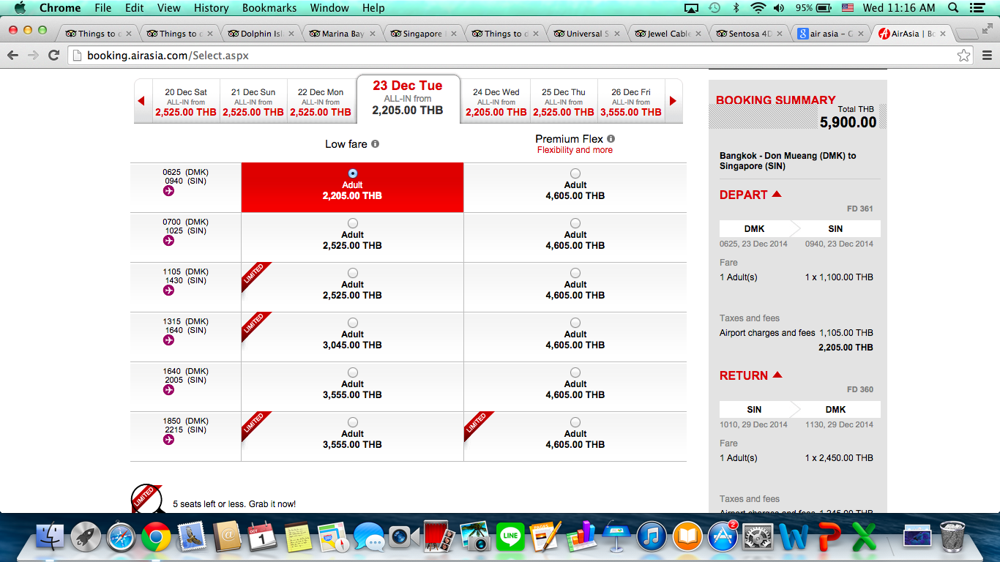 Chrome File Edit View History Bookmarks Window Help 95% Wed 11:16 AM
Things to Things to Dolphin Isl Marina Bay Singapore Things to Universal S Jewel Cable Sentosa 4D air asia – AirAsia | Bo
booking.airasia.com/Select.aspx
20 Dec Sat
ALL-IN from
2,525.00 THB
21 Dec Sun
ALL-IN from
2,525.00 THB
22 Dec Mon
ALL-IN from
2,525.00 THB
23 Dec Tue
ALL-IN from
2,205.00 THB
24 Dec Wed
ALL-IN from
2,205.00 THB
25 Dec Thu
ALL-IN from
2,525.00 THB
26 Dec Fri
ALL-IN from
3,555.00 THB
Low fare
Premium Flex
Flexibility and more
0625 (DMK)
0940 (SIN)
Adult
2,205.00 THB
Adult
4,605.00 THB
0700 (DMK)
1025 (SIN)
Adult
2,525.00 THB
Adult
4,605.00 THB
1105 (DMK)
1430 (SIN)
LIMITED
Adult
2,525.00 THB
Adult
4,605.00 THB
1315 (DMK)
1640 (SIN)
LIMITED
Adult
3,045.00 THB
Adult
4,605.00 THB
1640 (DMK)
2005 (SIN)
Adult
3,555.00 THB
Adult
4,605.00 THB
1850 (DMK)
2215 (SIN)
LIMITED
Adult
3,555.00 THB
LIMITED
Adult
4,605.00 THB
LIMITED
5 seats left or less. Grab it now!
BOOKING SUMMARY
Total THB
5,900.00
Bangkok - Don Mueang (DMK) to
Singapore (SIN)
DEPART
FD 361
DMK SIN
0625, 23 Dec 2014 0940, 23 Dec 2014
Fare
1 Adult(s) 1 x 1,100.00 THB
Taxes and fees
Airport charges and fees 1,105.00 THB
2,205.00 THB
RETURN
FD 360
SIN DMK
1010, 29 Dec 2014 1130, 29 Dec 2014
Fare
1 Adult(s) 1 x 2,450.00 THB
Taxes and fees
Airport charges and fees 1,245.00 THB
OCT
1
LINE
PAGES
2